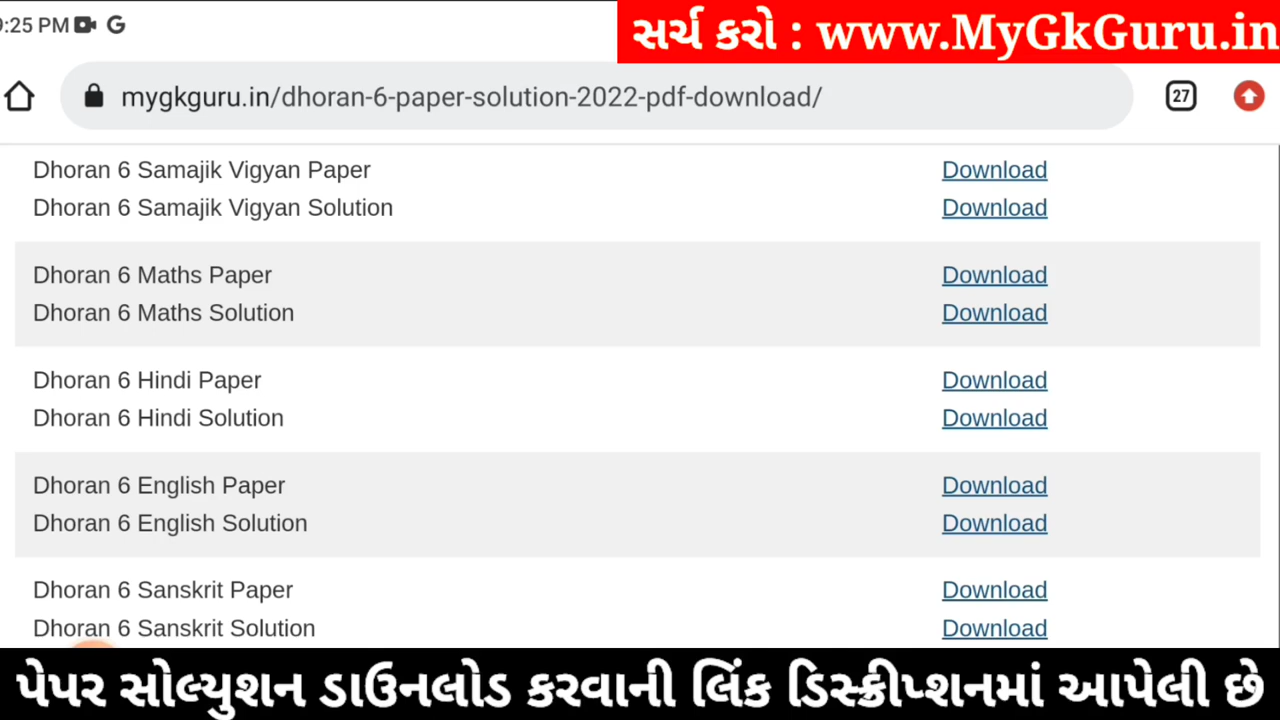 9:25 PM G
સર્ચ કરો : www.MyGkGuru.in
mygkguru.in/dhoran-6-paper-solution-2022-pdf-download/
27
Dhoran 6 Samajik Vigyan Paper Download
Dhoran 6 Samajik Vigyan Solution Download
Dhoran 6 Maths Paper Download
Dhoran 6 Maths Solution Download
Dhoran 6 Hindi Paper Download
Dhoran 6 Hindi Solution Download
Dhoran 6 English Paper Download
Dhoran 6 English Solution Download
Dhoran 6 Sanskrit Paper Download
Dhoran 6 Sanskrit Solution Download
પેપર સોલ્યુશન ડાઉનલોડ કરવાની લિંક ડિસ્ક્રીપ્શનમાં આપેલી છે